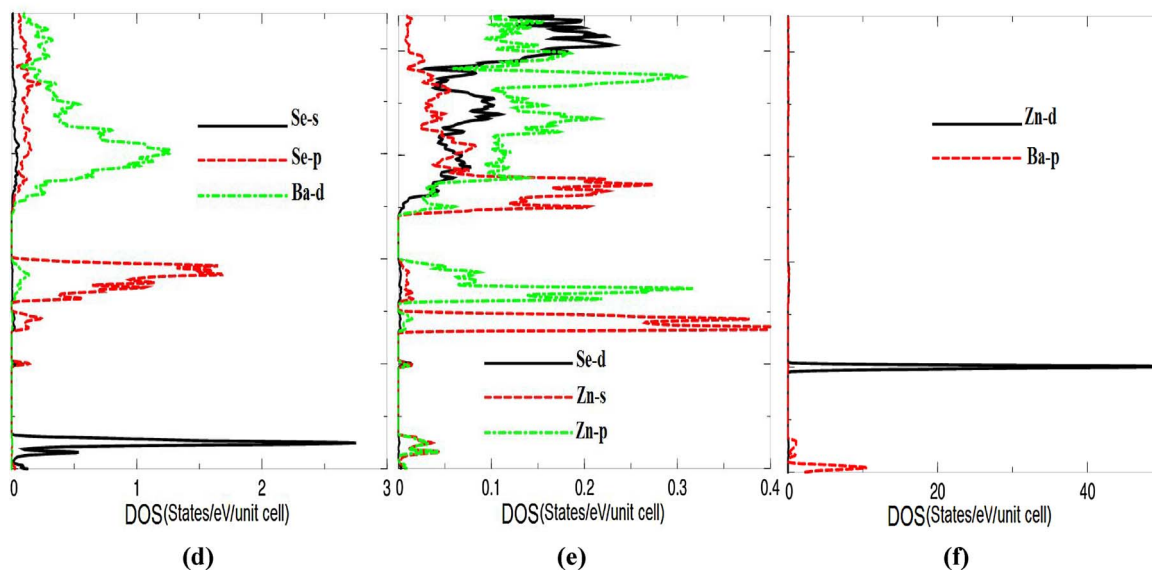 Se-s
Se-p
Ba-d
0 1 2 3
DOS(States/eV/unit cell)
(d)
Se-d
Zn-s
Zn-p
0 0.1 0.2 0.3 0.4
DOS(States/eV/unit cell)
(e)
Zn-d
Ba-p
0 20 40
DOS(States/eV/unit cell)
(f)